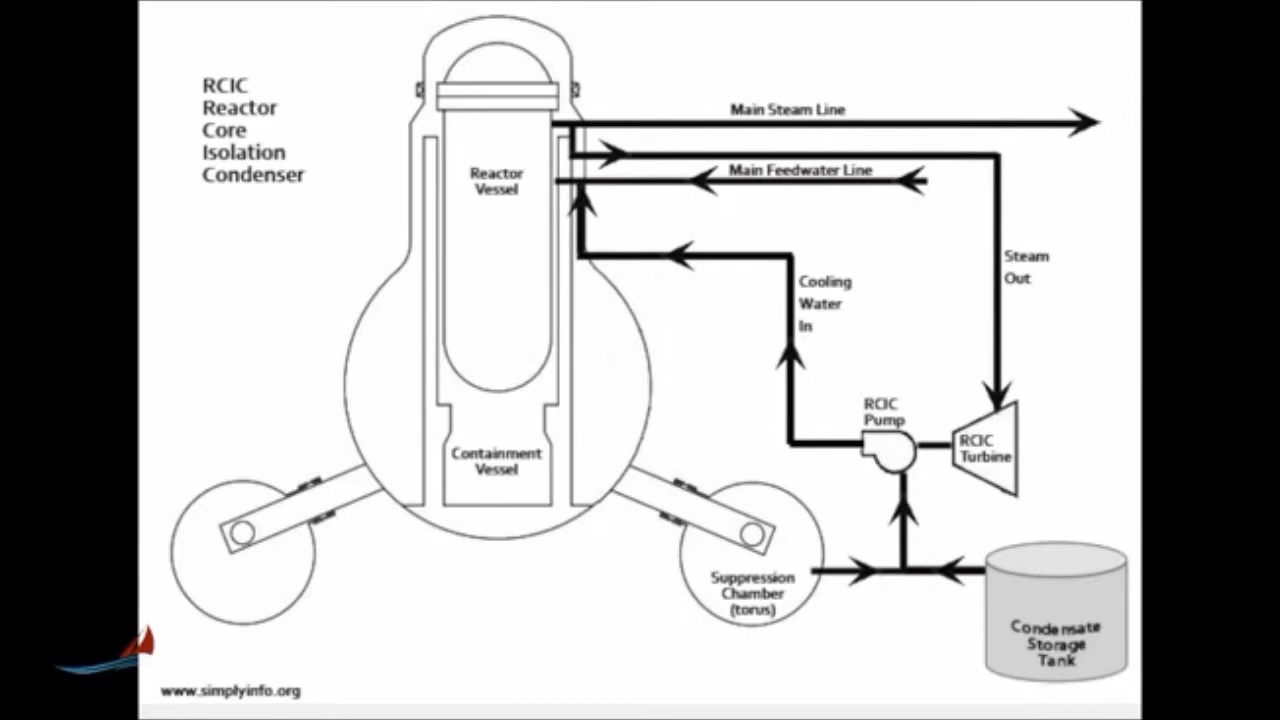 RCIC
Reactor
Core
Isolation
Condenser
Main Steam Line
Main Feedwater Line
Reactor
Vessel
Steam
Out
Cooling
Water
In
RCIC
Pump
RCIC
Turbine
Containment
Vessel
Suppression
Chamber
(torus)
Condensate
Storage
Tank
www.simplyinfo.org